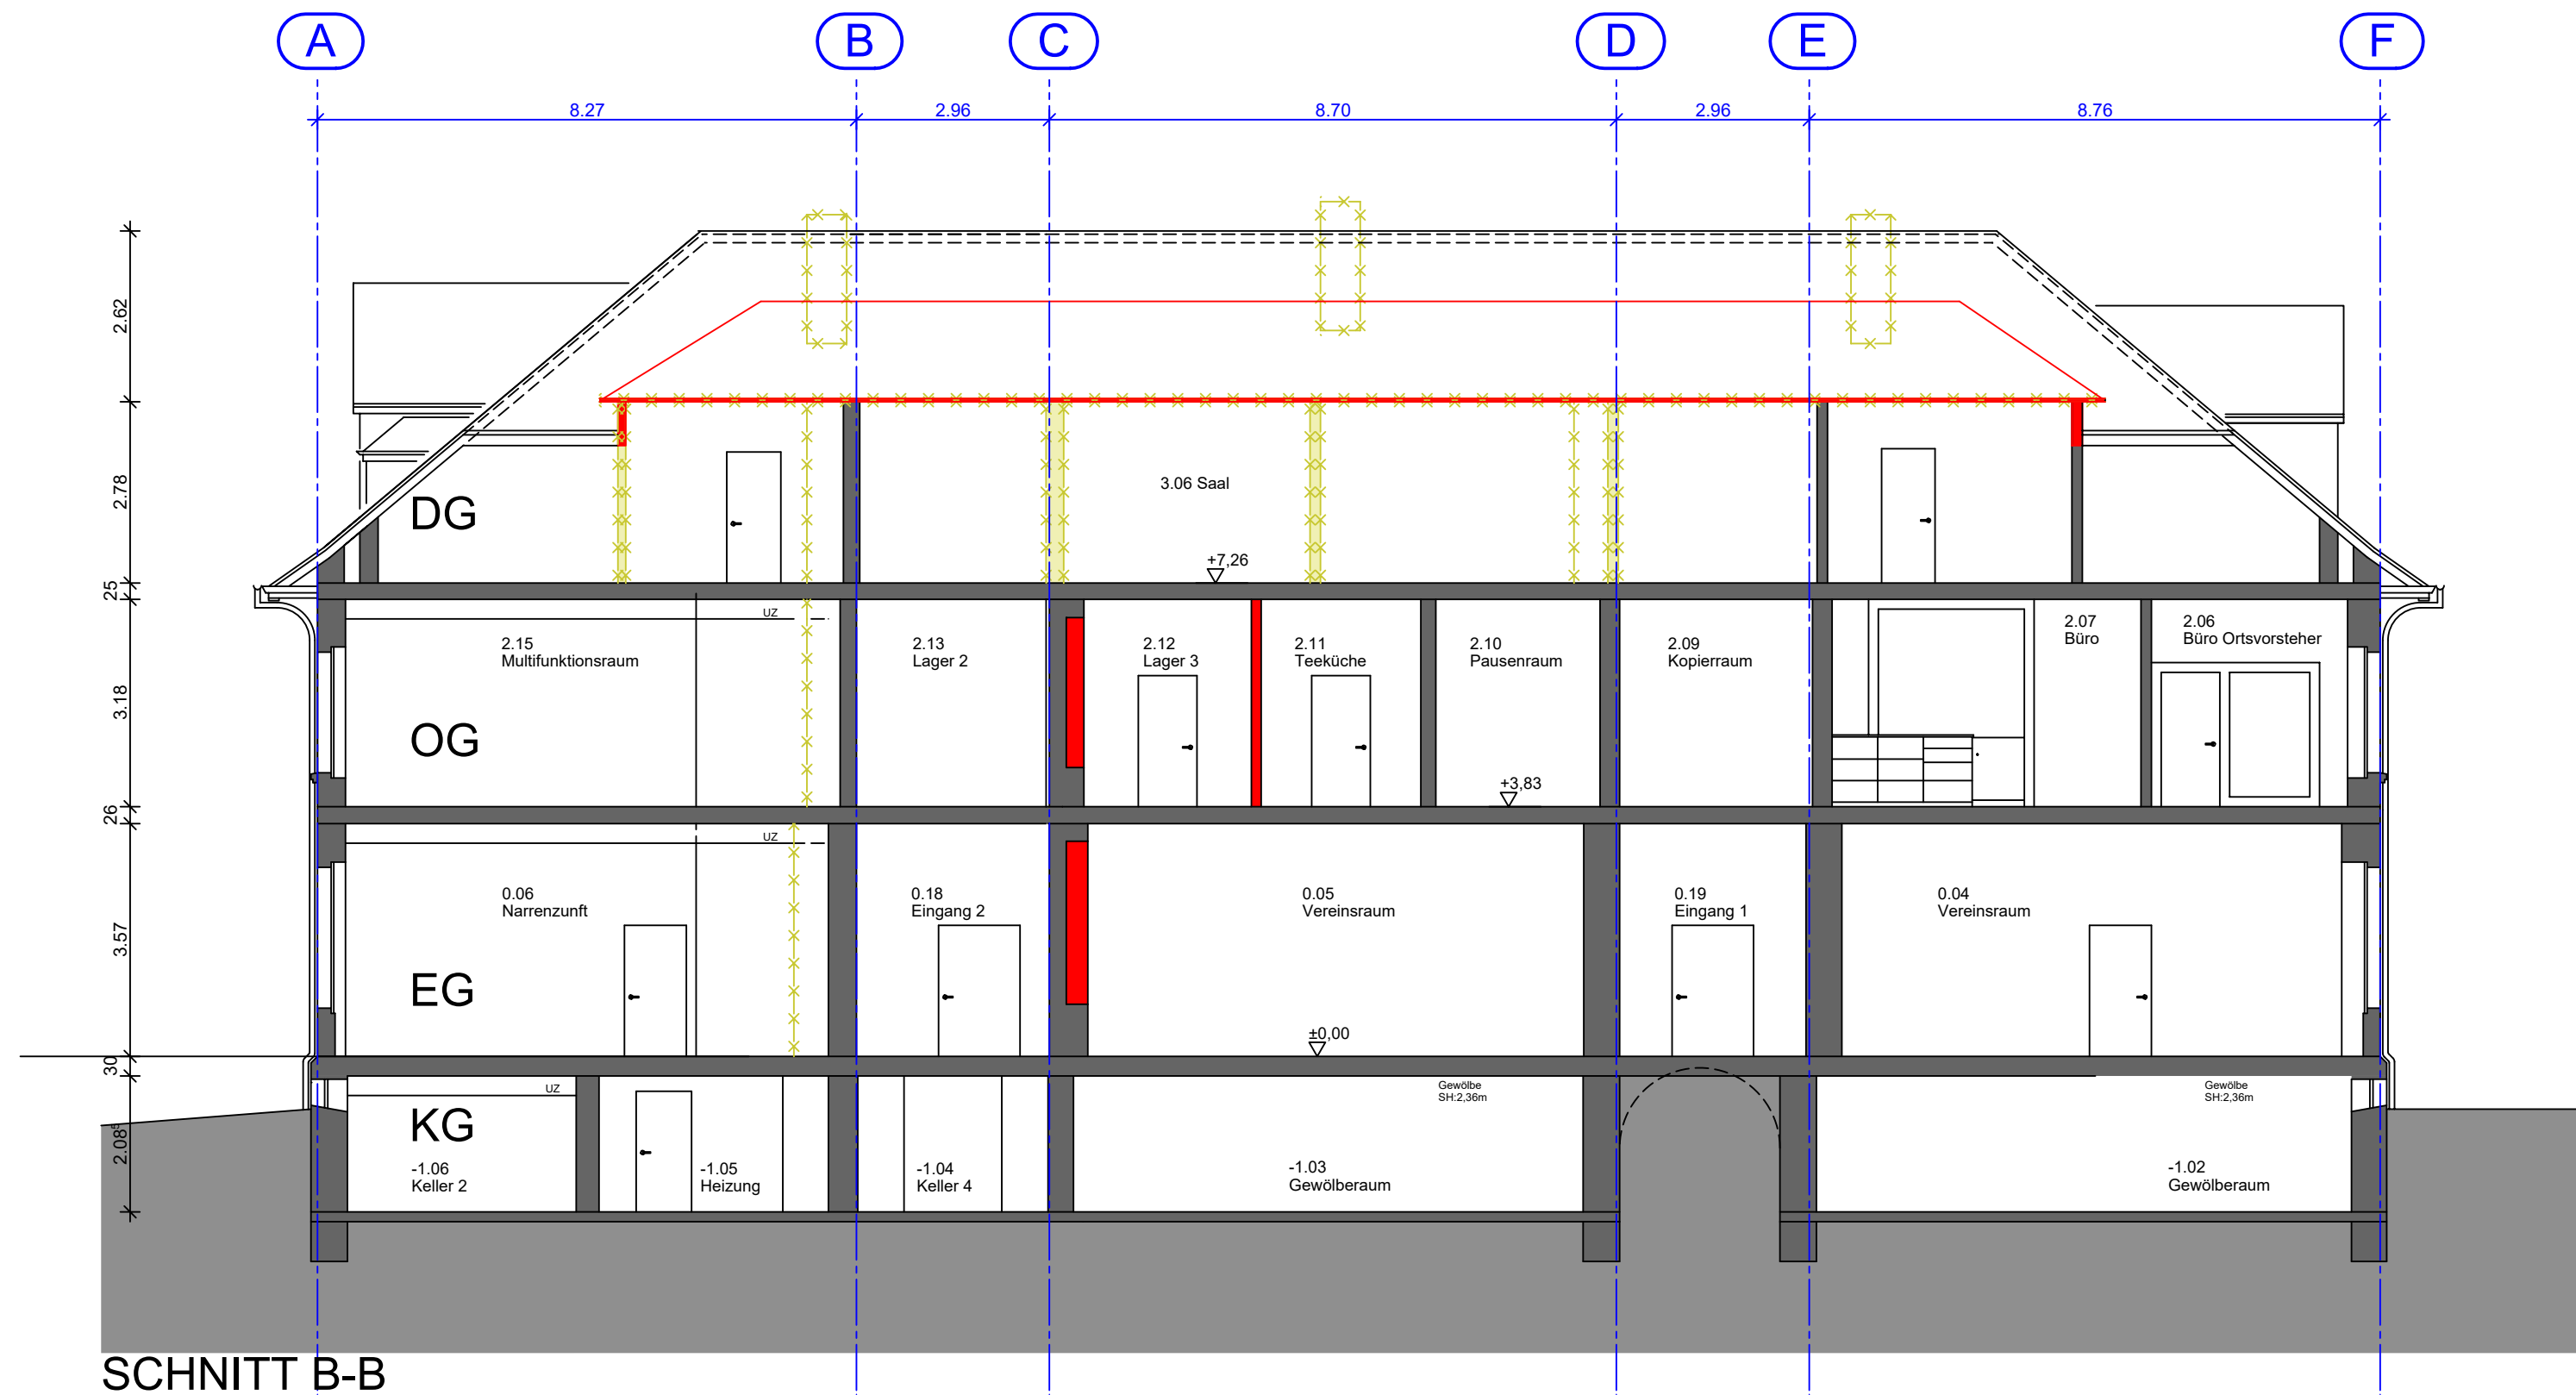 A B C D E F
8.27 2.96 8.70 2.96 8.76
2.62
2.78
25
3.18
26
3.57
30
2.08⁵
DG
3.06 Saal
+7,26
UZ
2.15
Multifunktionsraum
2.13
Lager 2
2.12
Lager 3
2.11
Teeküche
2.10
Pausenraum
2.09
Kopierraum
2.07
Büro
2.06
Büro Ortsvorsteher
OG
+3,83
UZ
0.06
Narrenzunft
0.18
Eingang 2
0.05
Vereinsraum
0.19
Eingang 1
0.04
Vereinsraum
EG
±0,00
UZ
Gewölbe
SH:2,36m
Gewölbe
SH:2,36m
KG
-1.06
Keller 2
-1.05
Heizung
-1.04
Keller 4
-1.03
Gewölberaum
-1.02
Gewölberaum
SCHNITT B-B